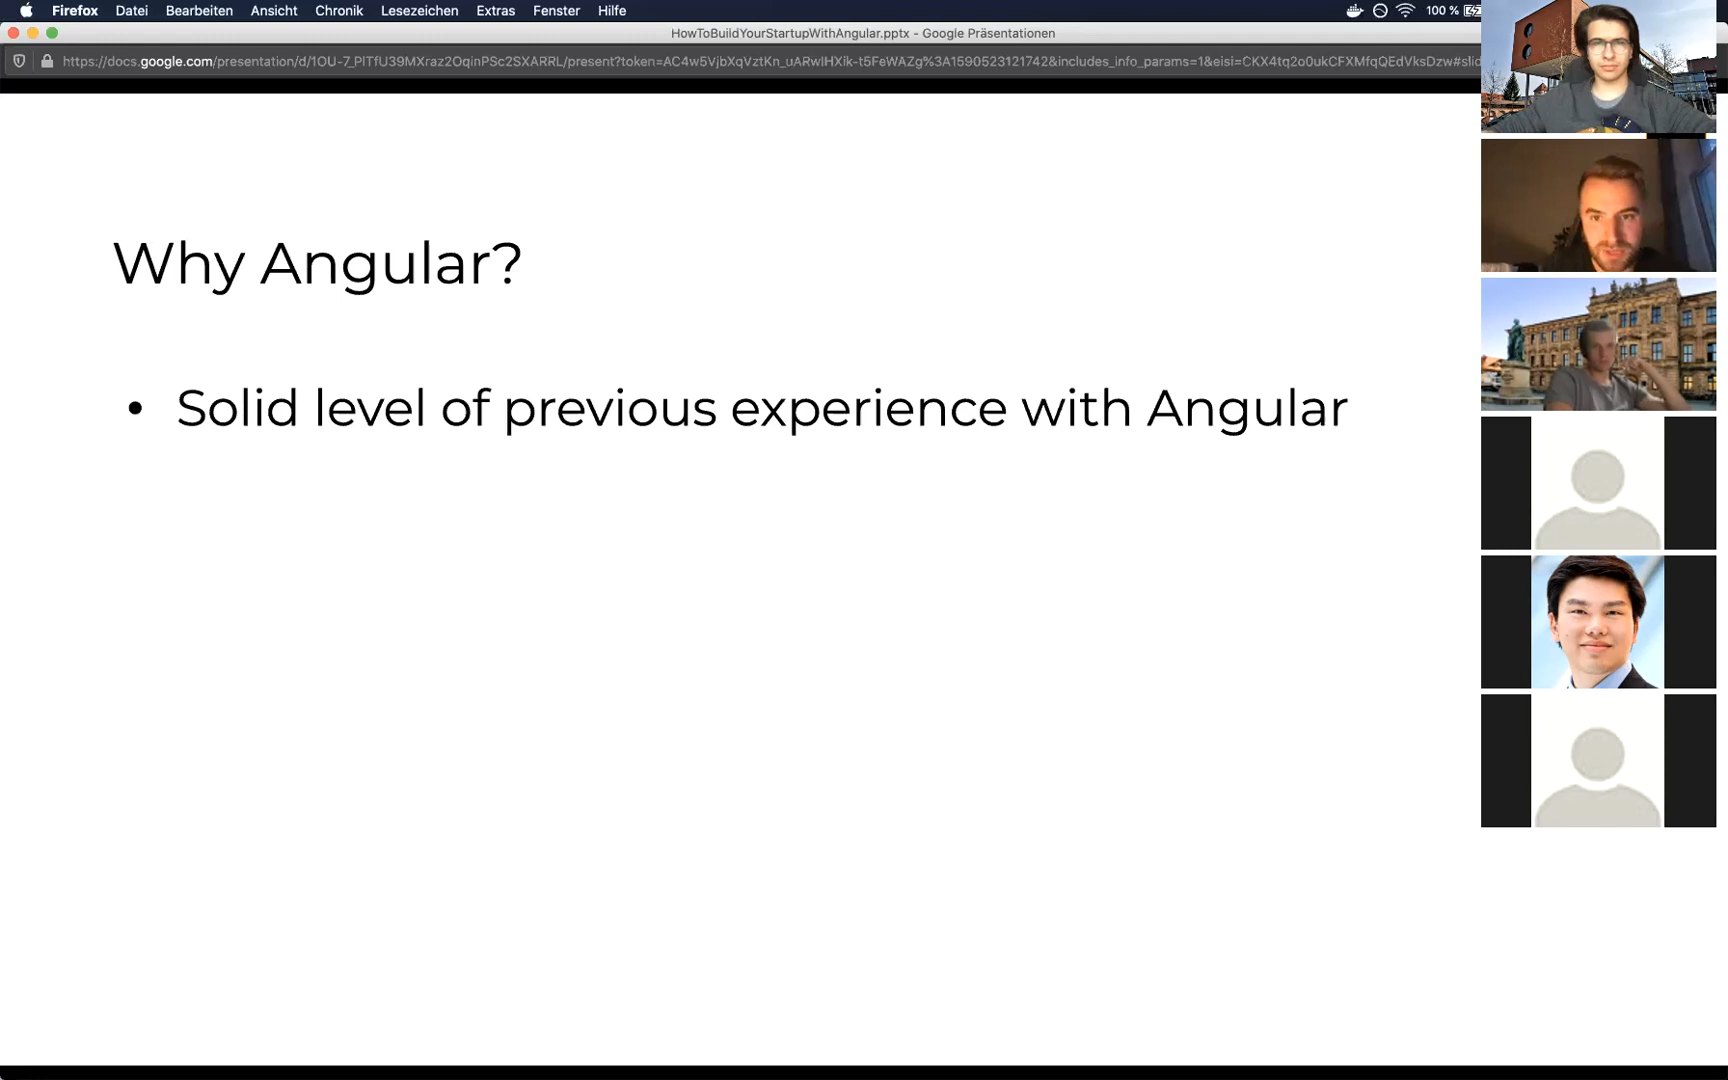 Firefox Datei Bearbeiten Ansicht Chronik Lesezeichen Extras Fenster Hilfe 100 %
HowToBuildYourStartupWithAngular.pptx - Google Präsentationen
https://docs.google.com/presentation/d/1OU-7_PlTfU39MXraz2OqinPSc2SXARRL/present?token=AC4w5VjbXqVztKn_uARwIHXik-t5FeWAZg%3A1590523121742&includes_info_params=1&eisi=CKX4tq2o0ukCFXMfqQEdVksDzw#slid
Why Angular?
• Solid level of previous experience with Angular